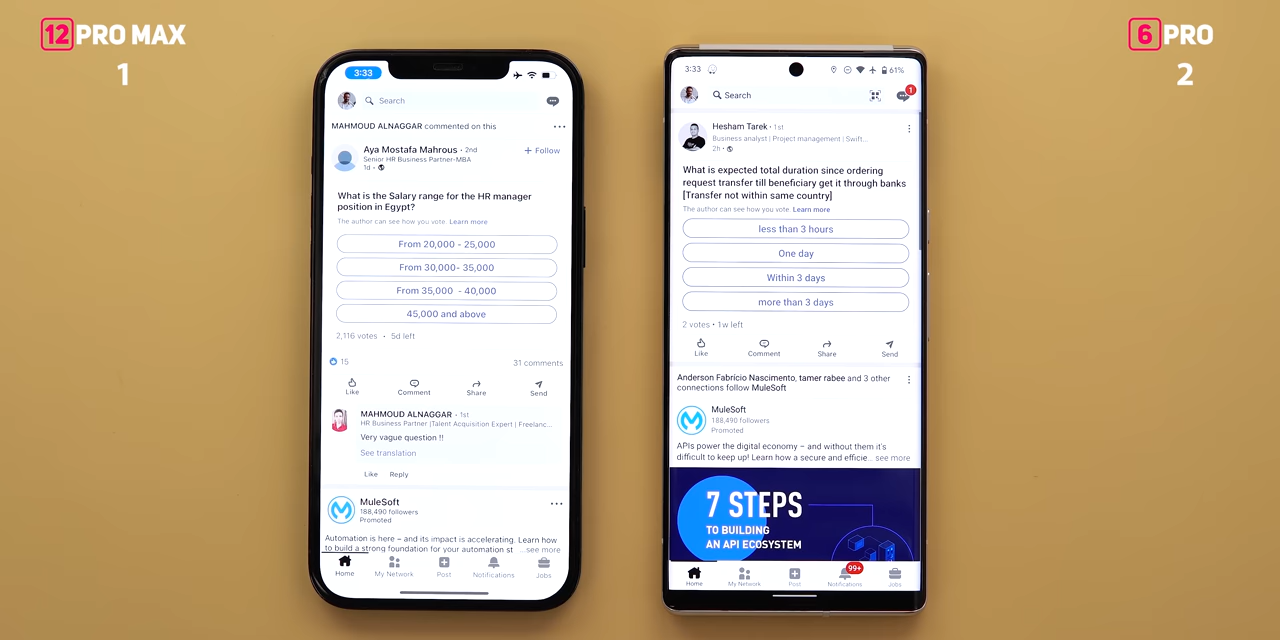 12 PRO MAX
1
6 PRO
2
3:33
Search
MAHMOUD ALNAGGAR commented on this
Aya Mostafa Mahrous · 2nd
+ Follow
Senior HR Business Partner-MBA
1d ·
What is the Salary range for the HR manager
position in Egypt?
The author can see how you vote. Learn more
From 20,000 - 25,000
From 30,000- 35,000
From 35,000 - 40,000
45,000 and above
2,116 votes · 5d left
15
31 comments
Like
Comment
Share
Send
MAHMOUD ALNAGGAR · 1st
HR Business Partner |Talent Acquisition Expert | Freelanc...
Very vague question !!
See translation
Like Reply
MuleSoft
188,490 followers
Promoted
Automation is here – and its impact is accelerating. Learn how
to build a strong foundation for your automation st ...see more
Home
My Network
Post
Notifications
Jobs
3:33
61%
Search
1
Hesham Tarek · 1st
Business analyst | Project management | Swift...
2h ·
What is expected total duration since ordering
request transfer till beneficiary get it through banks
[Transfer not within same country]
The author can see how you vote. Learn more
less than 3 hours
One day
Within 3 days
more than 3 days
2 votes · 1w left
Like
Comment
Share
Send
Anderson Fabrício Nascimento, tamer rabee and 3 other
connections follow MuleSoft
MuleSoft
188,490 followers
Promoted
APIs power the digital economy – and without them it's
difficult to keep up! Learn how a secure and efficie... see more
7 STEPS
TO BUILDING
AN API ECOSYSTEM
99+
Home
My Network
Post
Notifications
Jobs